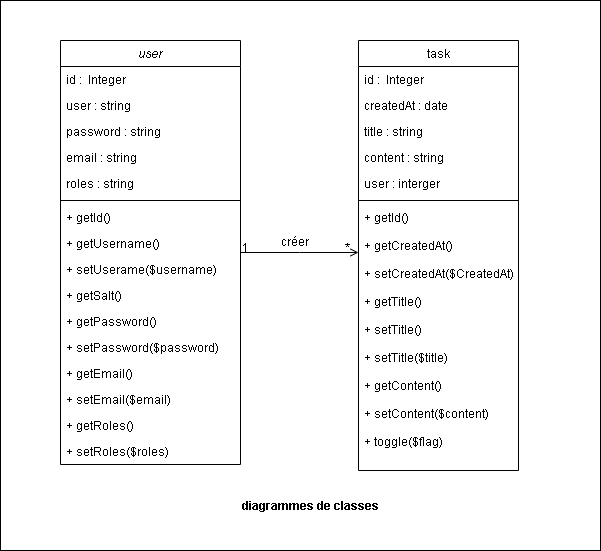 user
id : Integer
user : string
password : string
email : string
roles : string
+ getId()
+ getUsername()
+ setUserame($username)
+ getSalt()
+ getPassword()
+ setPassword($password)
+ getEmail()
+ setEmail($email)
+ getRoles()
+ setRoles($roles)
1 créer *
task
id : Integer
createdAt : date
title : string
content : string
user : interger
+ getId()
+ getCreatedAt()
+ setCreatedAt($CreatedAt)
+ getTitle()
+ setTitle()
+ setTitle($title)
+ getContent()
+ setContent($content)
+ toggle($flag)
diagrammes de classes